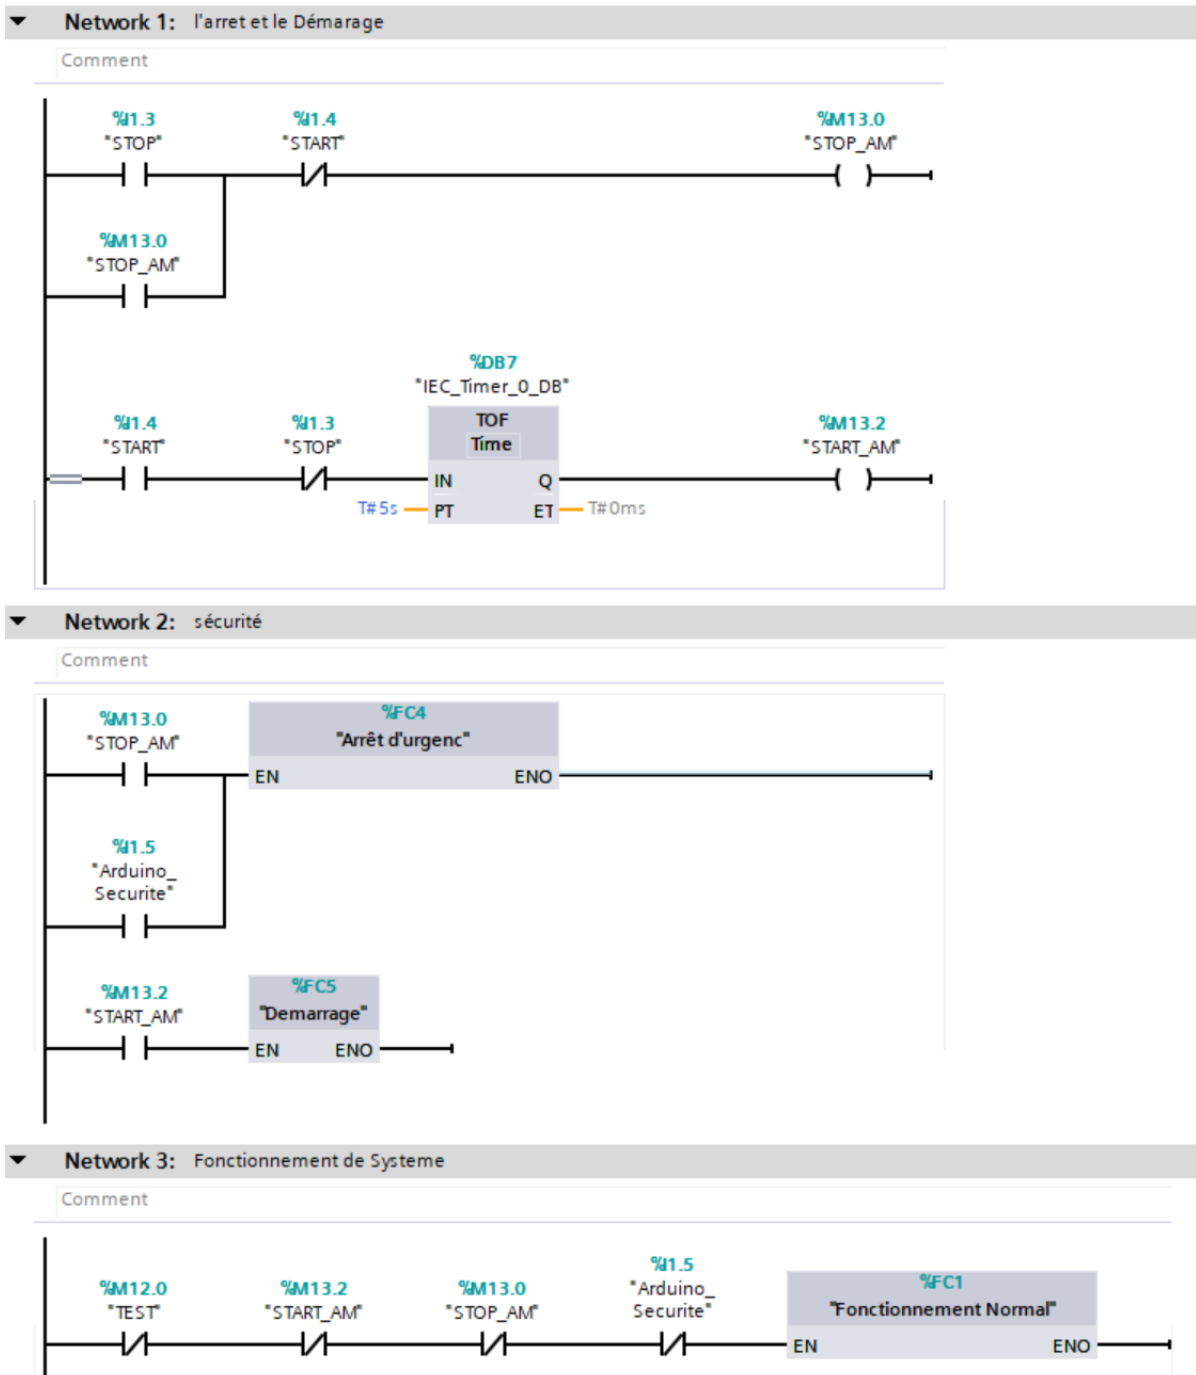 Network 1: l'arret et le Démarage
Comment
%I1.3 %I1.4 %M13.0
"STOP" "START" "STOP_AM"
%M13.0
"STOP_AM"
%DB7
"IEC_Timer_0_DB"
%I1.4 %I1.3 TOF %M13.2
"START" "STOP" Time "START_AM"
IN Q
T#5s PT ET T#0ms
Network 2: sécurité
Comment
%M13.0 %FC4
"STOP_AM" "Arrêt d'urgenc"
EN ENO
%I1.5
"Arduino_
Securite"
%M13.2 %FC5
"START_AM" "Demarrage"
EN ENO
Network 3: Fonctionnement de Systeme
Comment
%I1.5
%M12.0 %M13.2 %M13.0 "Arduino_ %FC1
"TEST" "START_AM" "STOP_AM" Securite" "Fonctionnement Normal"
EN ENO